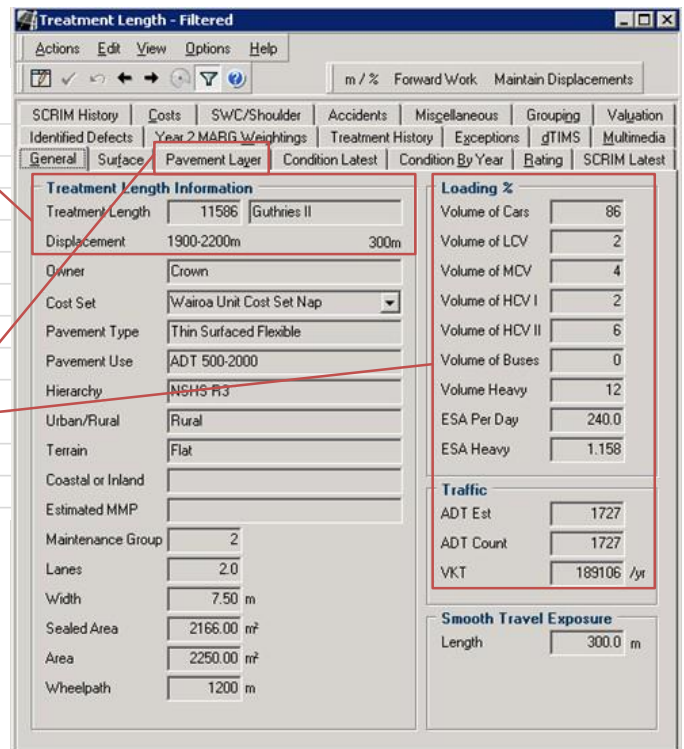 Treatment Length - Filtered
Actions Edit View Options Help
m / % Forward Work Maintain Displacements
SCRIM History Costs SWC/Shoulder Accidents Miscellaneous Grouping Valuation
Identified Defects Year 2 MARG Weightings Treatment History Exceptions dTIMS Multimedia
General Surface Pavement Layer Condition Latest Condition By Year Rating SCRIM Latest
Treatment Length Information
Treatment Length 11586 Guthries II
Displacement 1900-2200m 300m
Owner Crown
Cost Set Wairoa Unit Cost Set Nap
Pavement Type Thin Surfaced Flexible
Pavement Use ADT 500-2000
Hierarchy NSHS R3
Urban/Rural Rural
Terrain Flat
Coastal or Inland
Estimated MMP
Maintenance Group 2
Lanes 2.0
Width 7.50 m
Sealed Area 2166.00 m²
Area 2250.00 m²
Wheelpath 1200 m
Loading %
Volume of Cars 86
Volume of LCV 2
Volume of MCV 4
Volume of HCV I 2
Volume of HCV II 6
Volume of Buses 0
Volume Heavy 12
ESA Per Day 240.0
ESA Heavy 1.158
Traffic
ADT Est 1727
ADT Count 1727
VKT 189106 /yr
Smooth Travel Exposure
Length 300.0 m